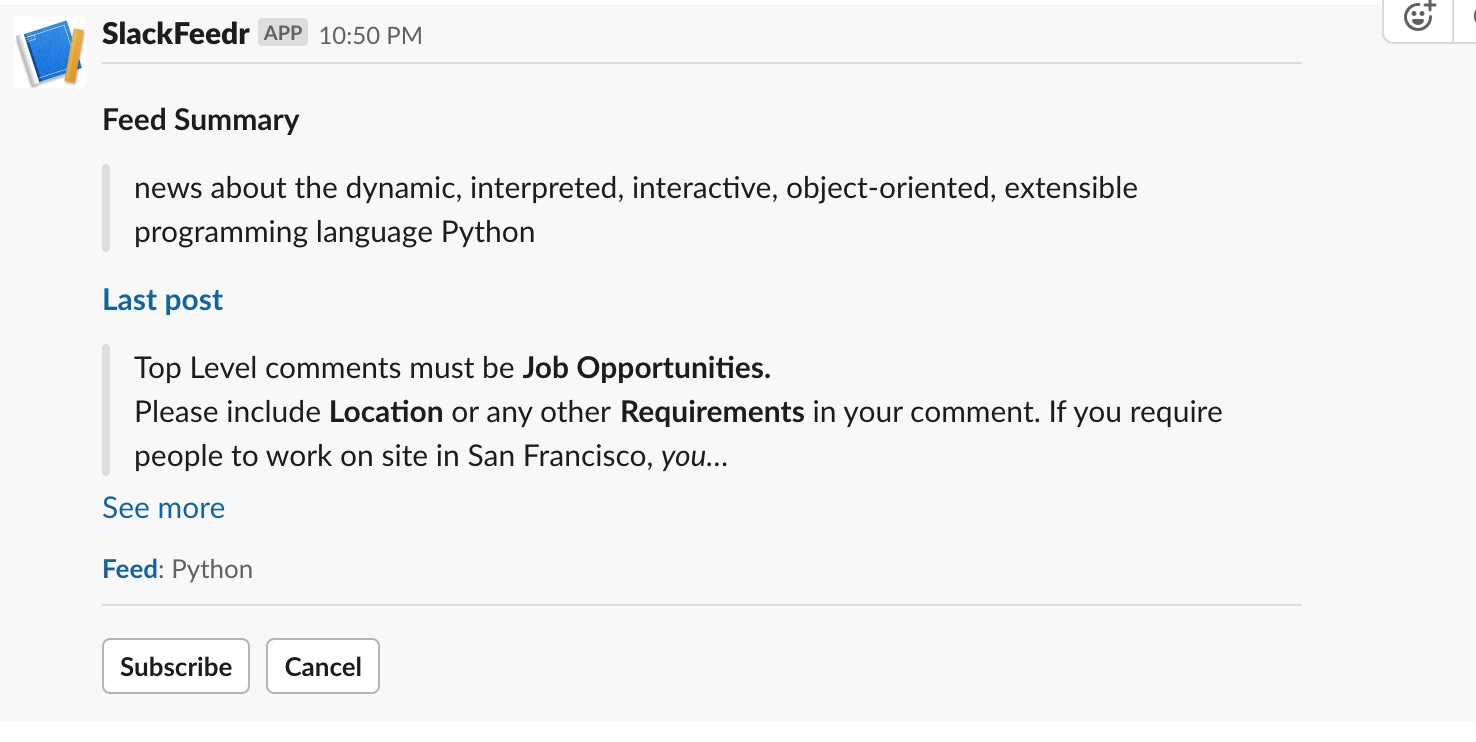 SlackFeedr APP 10:50 PM
Feed Summary
news about the dynamic, interpreted, interactive, object-oriented, extensible
programming language Python
Last post
Top Level comments must be Job Opportunities.
Please include Location or any other Requirements in your comment. If you require
people to work on site in San Francisco, you...
See more
Feed: Python
Subscribe Cancel